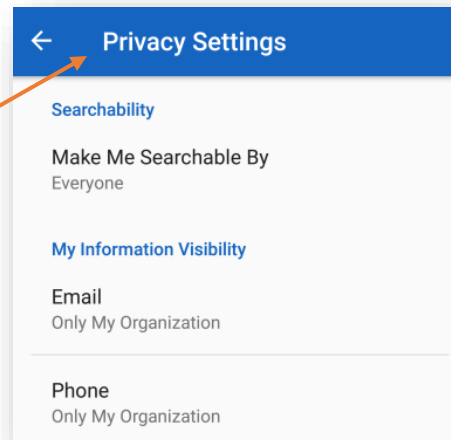 Privacy Settings
Searchability
Make Me Searchable By
Everyone
My Information Visibility
Email
Only My Organization
Phone
Only My Organization